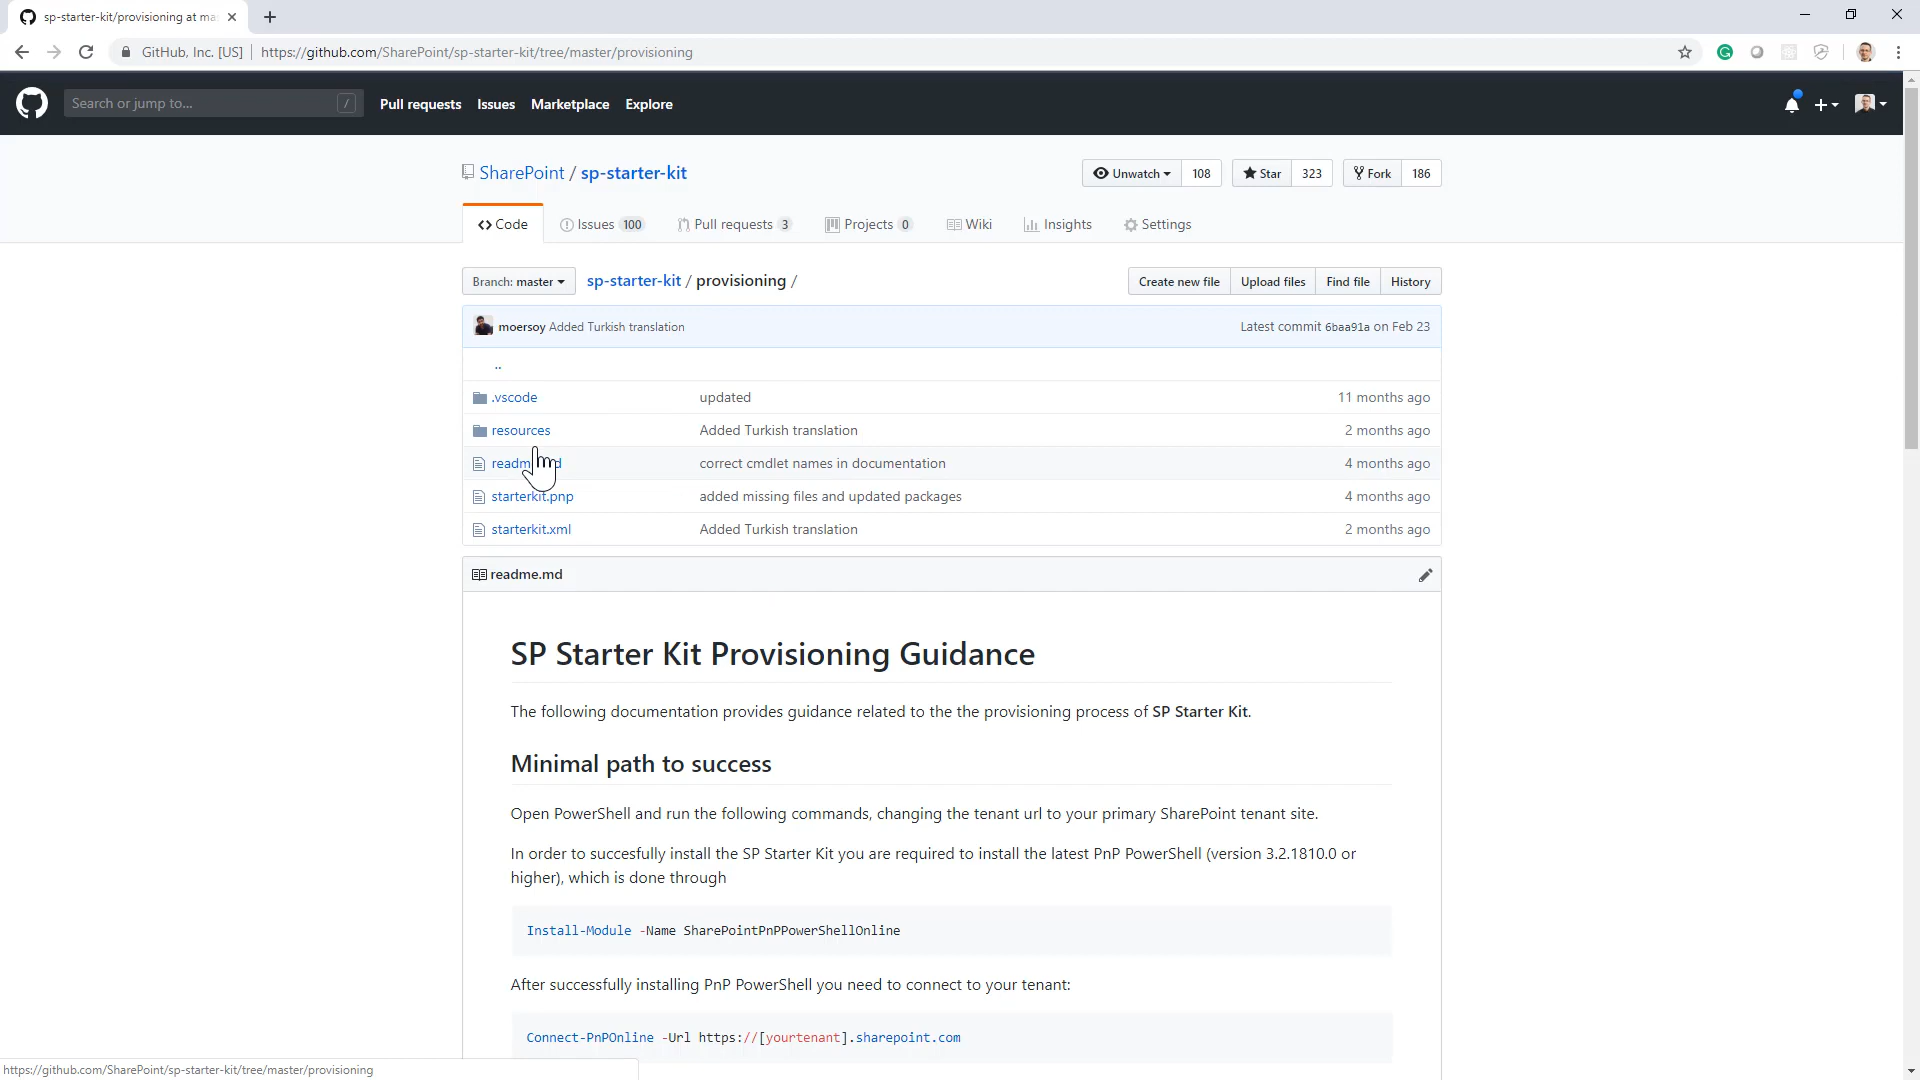 sp-starter-kit/provisioning at ma
GitHub, Inc. [US] https://github.com/SharePoint/sp-starter-kit/tree/master/provisioning
Search or jump to... / Pull requests Issues Marketplace Explore
SharePoint / sp-starter-kit Unwatch 108 Star 323 Fork 186
Code Issues 100 Pull requests 3 Projects 0 Wiki Insights Settings
Branch: master sp-starter-kit / provisioning / Create new file Upload files Find file History
moersoy Added Turkish translation Latest commit 6baa91a on Feb 23
..
.vscode updated 11 months ago
resources Added Turkish translation 2 months ago
readm d correct cmdlet names in documentation 4 months ago
starterkit.pnp added missing files and updated packages 4 months ago
starterkit.xml Added Turkish translation 2 months ago
readme.md
SP Starter Kit Provisioning Guidance
The following documentation provides guidance related to the the provisioning process of SP Starter Kit.
Minimal path to success
Open PowerShell and run the following commands, changing the tenant url to your primary SharePoint tenant site.
In order to succesfully install the SP Starter Kit you are required to install the latest PnP PowerShell (version 3.2.1810.0 or
higher), which is done through
Install-Module -Name SharePointPnPPowerShellOnline
After successfully installing PnP PowerShell you need to connect to your tenant:
Connect-PnPOnline -Url https://[yourtenant].sharepoint.com
https://github.com/SharePoint/sp-starter-kit/tree/master/provisioning